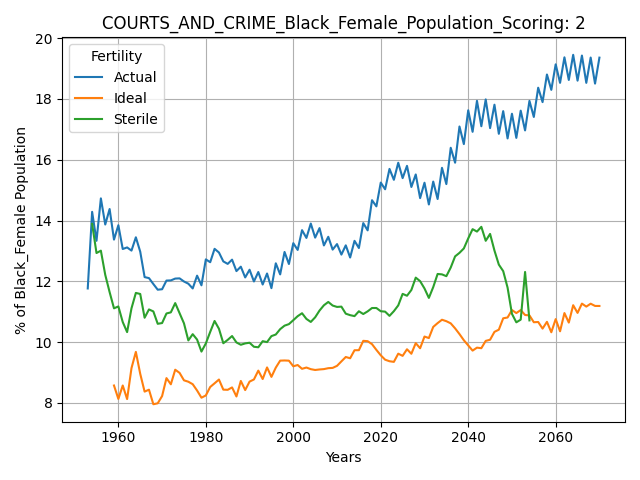 COURTS_AND_CRIME_Black_Female_Population_Scoring: 2
Fertility
Actual
Ideal
Sterile
% of Black_Female Population
20
18
16
14
12
10
8
1960
1980
2000
2020
2040
2060
Years